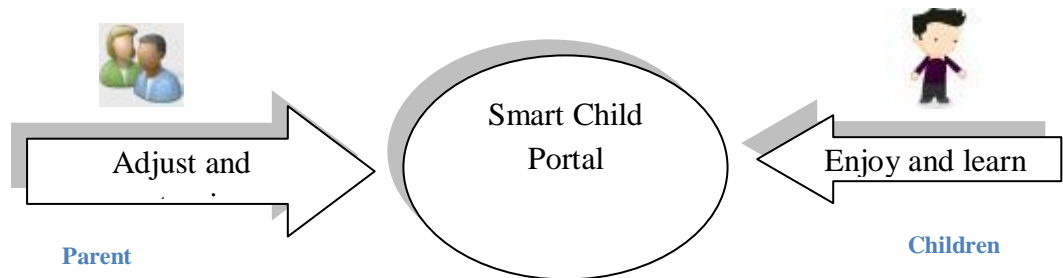 Smart Child
Portal
Adjust and
Enjoy and learn
Parent
Children